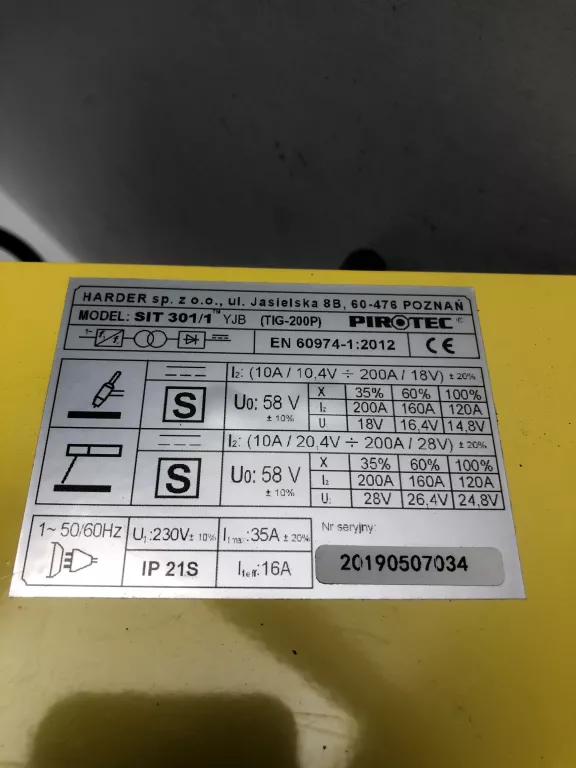 HARDER sp. z o.o., ul. Jasielska 8B, 60-476 POZNAŃ
MODEL: SIT 301/1™ YJB (TIG-200P) PIROTEC
1~ EN 60974-1:2012 CE
I₂: (10A / 10,4V ÷ 200A / 18V) ± 20%
S U₀: 58 V ± 10%
X 35% 60% 100%
I₂ 200A 160A 120A
U 18V 16,4V 14,8V
I₂: (10A / 20,4V ÷ 200A / 28V) ± 20%
S U₀: 58 V ± 10%
X 35% 60% 100%
I₂ 200A 160A 120A
U 28V 26,4V 24,8V
1~ 50/60Hz U₁:230V ± 10% I₁ max:35A ± 20% Nr seryjny:
IP 21S I₁eff:16A 20190507034